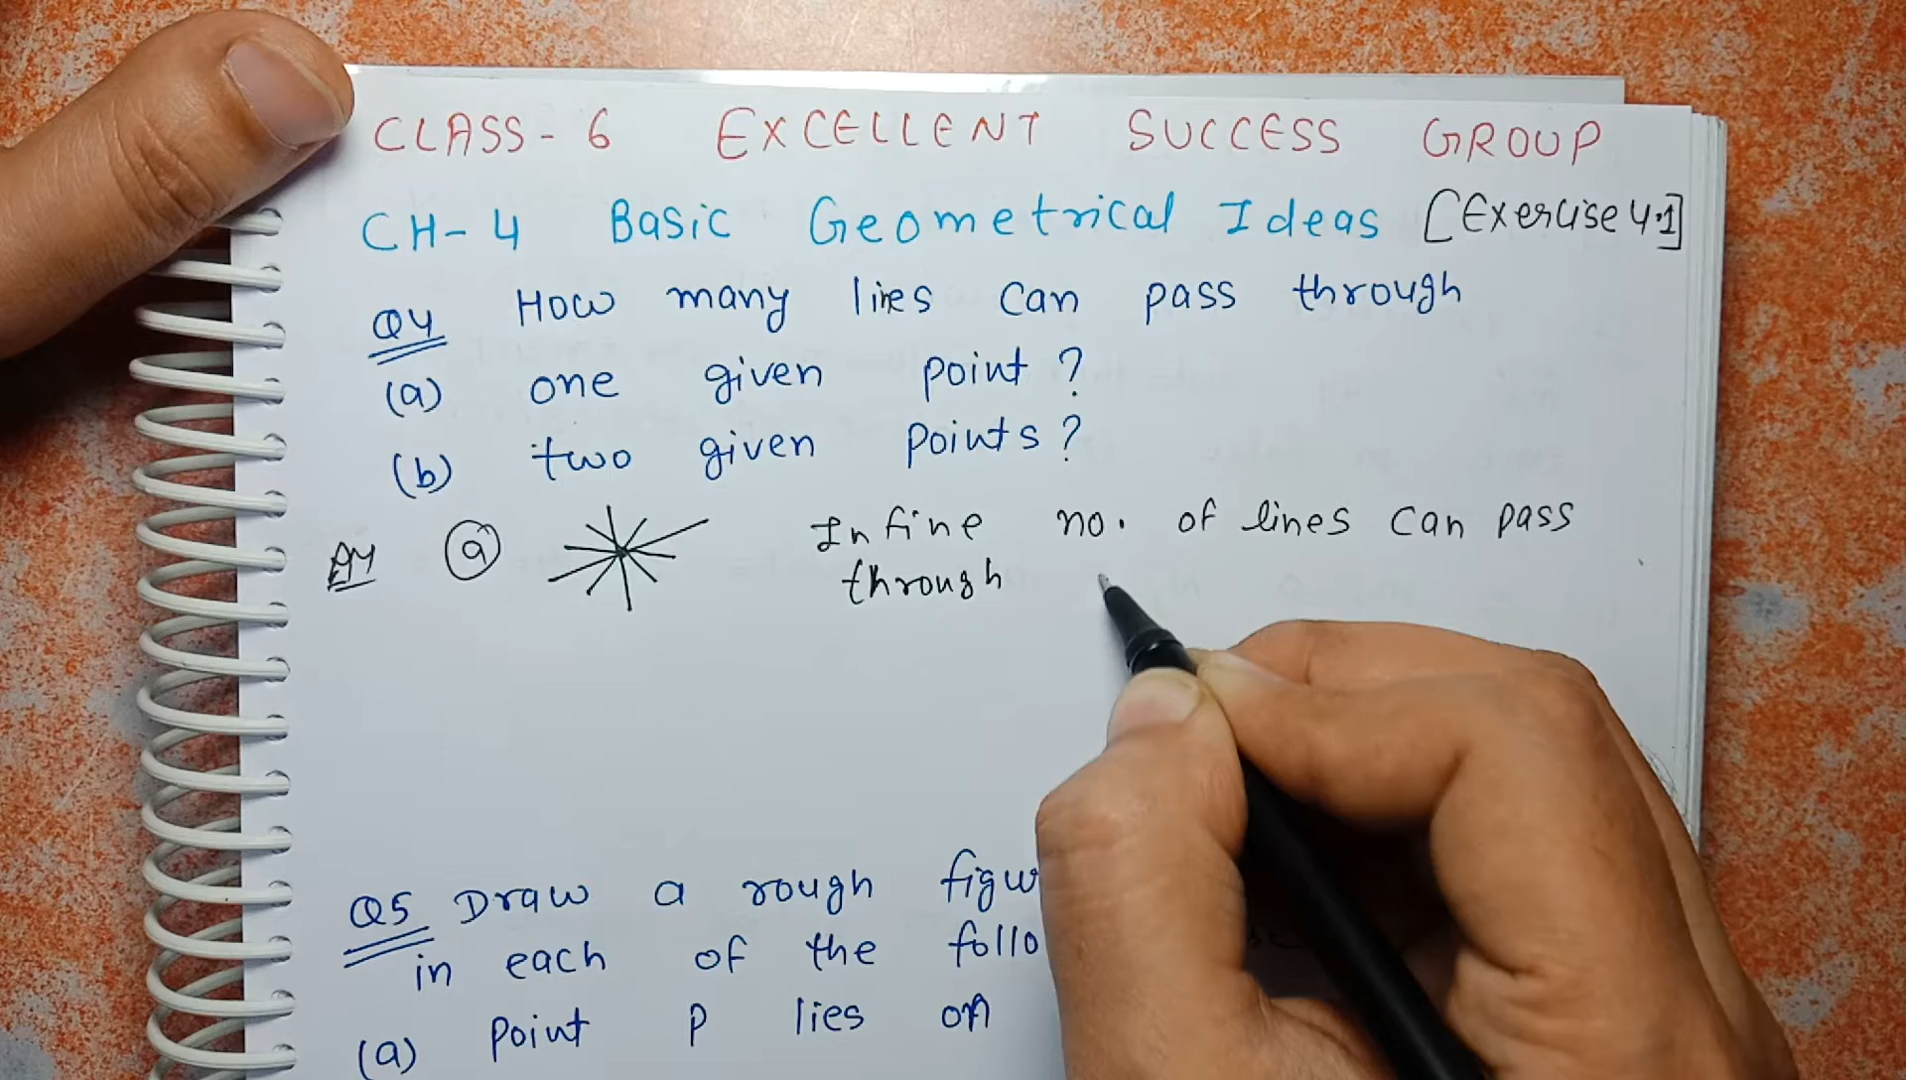 CLASS - 6 EXCELLENT SUCCESS GROUP
CH - 4 Basic Geometrical Ideas [Exercise 4.1]
Q4 How many lines can pass through
(a) one given point?
(b) two given points?
A4 (a) Infine no. of lines can pass
through
Q5 Draw a rough
in each of the
(a) Point P lies on